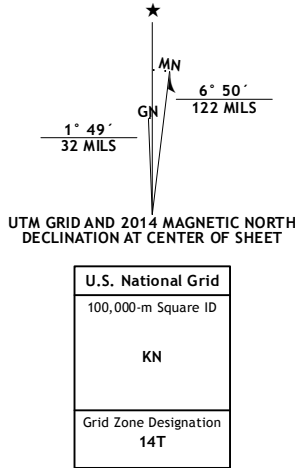 MN
GN
6° 50´
122 MILS
1° 49´
32 MILS
UTM GRID AND 2014 MAGNETIC NORTH
DECLINATION AT CENTER OF SHEET
U.S. National Grid
100,000-m Square ID
KN
Grid Zone Designation
14T